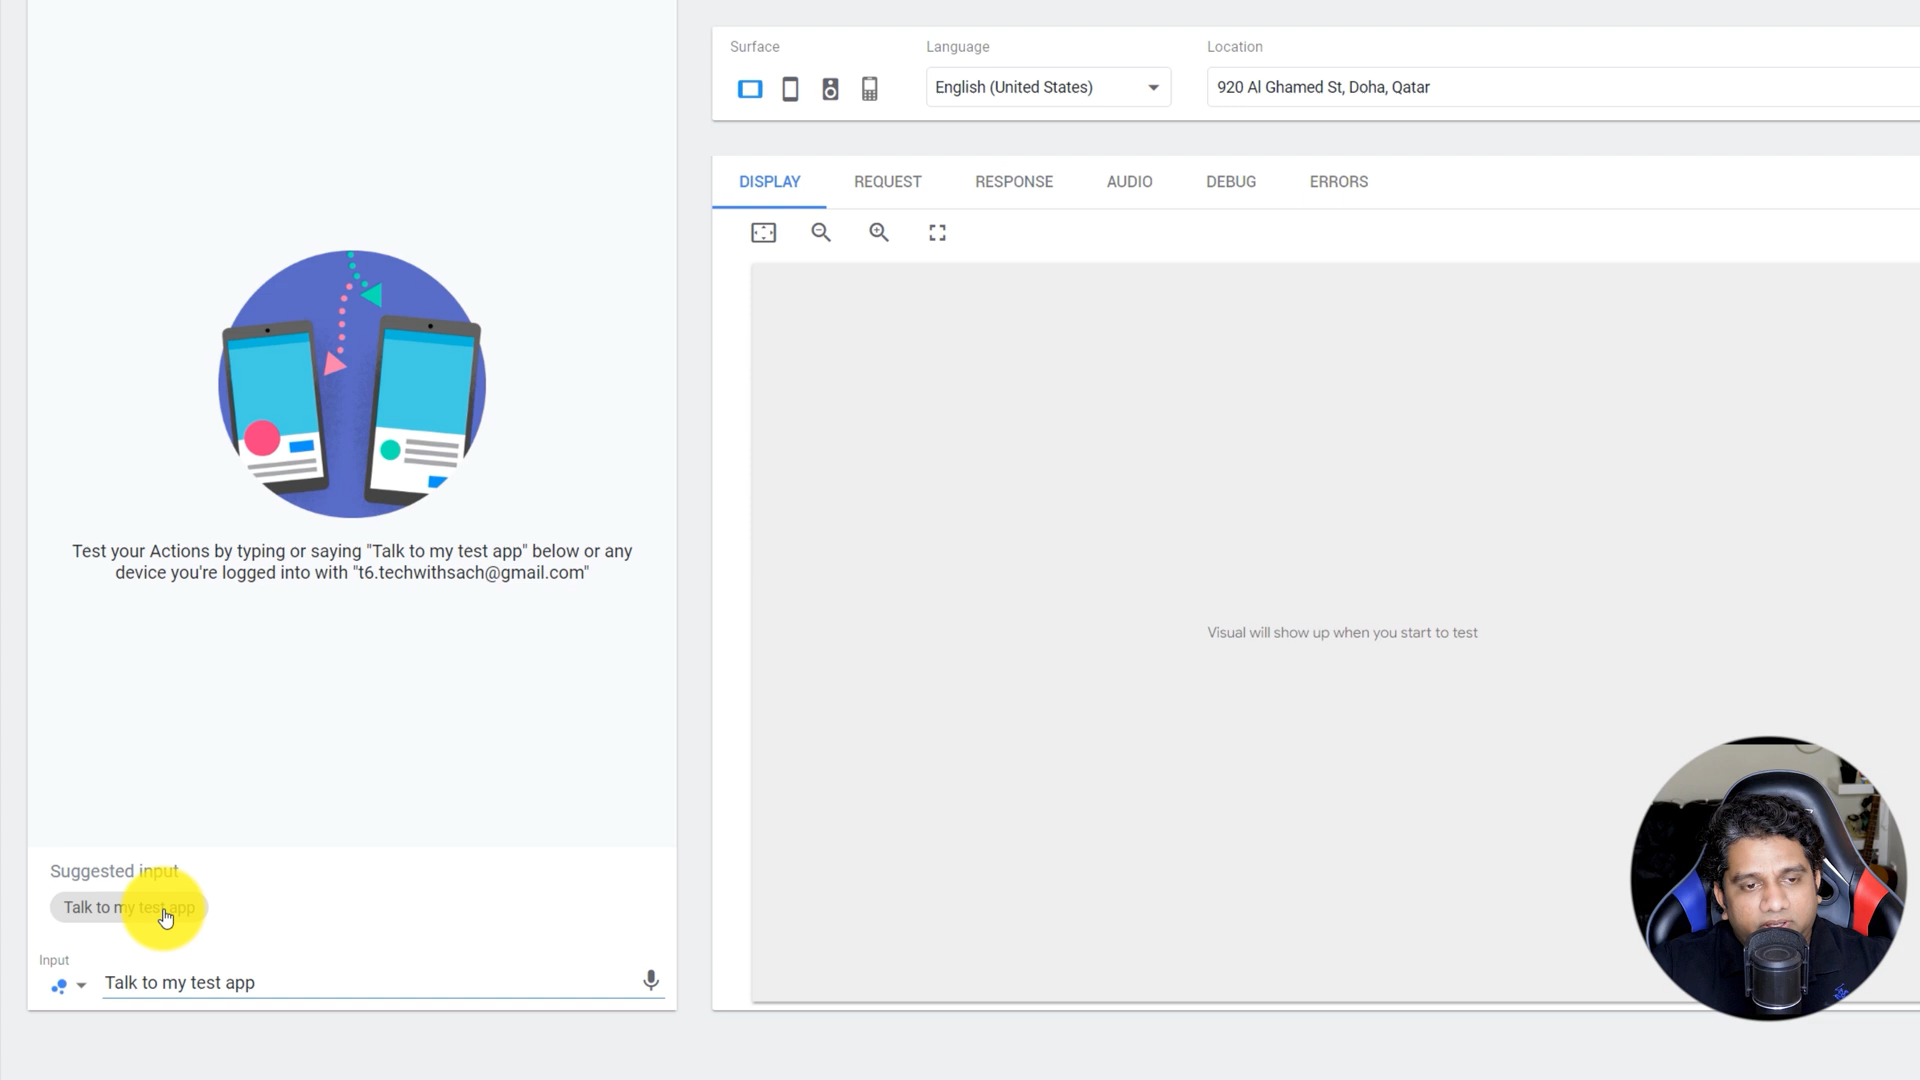 Surface
Language
Location
English (United States)
920 Al Ghamed St, Doha, Qatar
DISPLAY
REQUEST
RESPONSE
AUDIO
DEBUG
ERRORS
Test your Actions by typing or saying "Talk to my test app" below or any
device you're logged into with "t6.techwithsach@gmail.com"
Visual will show up when you start to test
Suggested input
Talk to my test app
Input
Talk to my test app